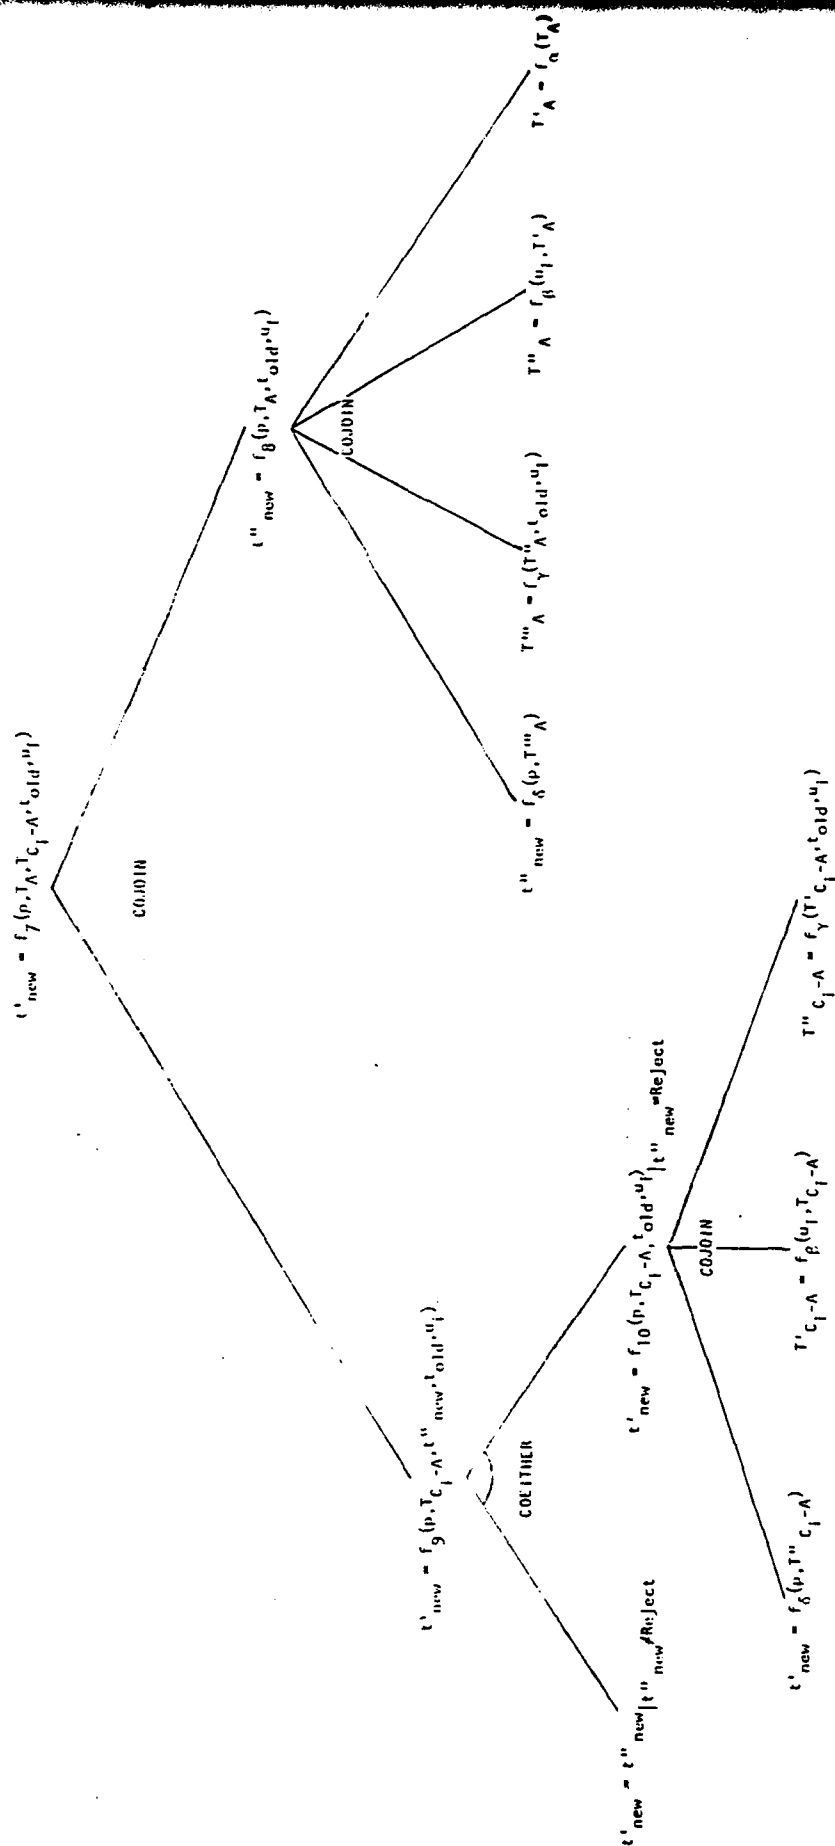 t'new = f7(p,TA,TCi-A,told,ui)
COJOIN
t'new = f9(p,TCi-A,t"new,told,ui)
t"new = f8(p,TA,told,ui)
COEITHER
COJOIN
t'new = t"new|t"new≠Reject
t'new = f10(p,TCi-A,told,ui)|t"new=Reject
t"new = fδ(p,T'''A)
T'''A = fγ(T"A,told,ui)
T"A = fβ(ui,T'A)
T'A = fα(TA)
COJOIN
t'new = fδ(p,T"Ci-A)
T'Ci-A = fβ(ui,TCi-A)
T"Ci-A = fγ(T'Ci-A,told,ui)